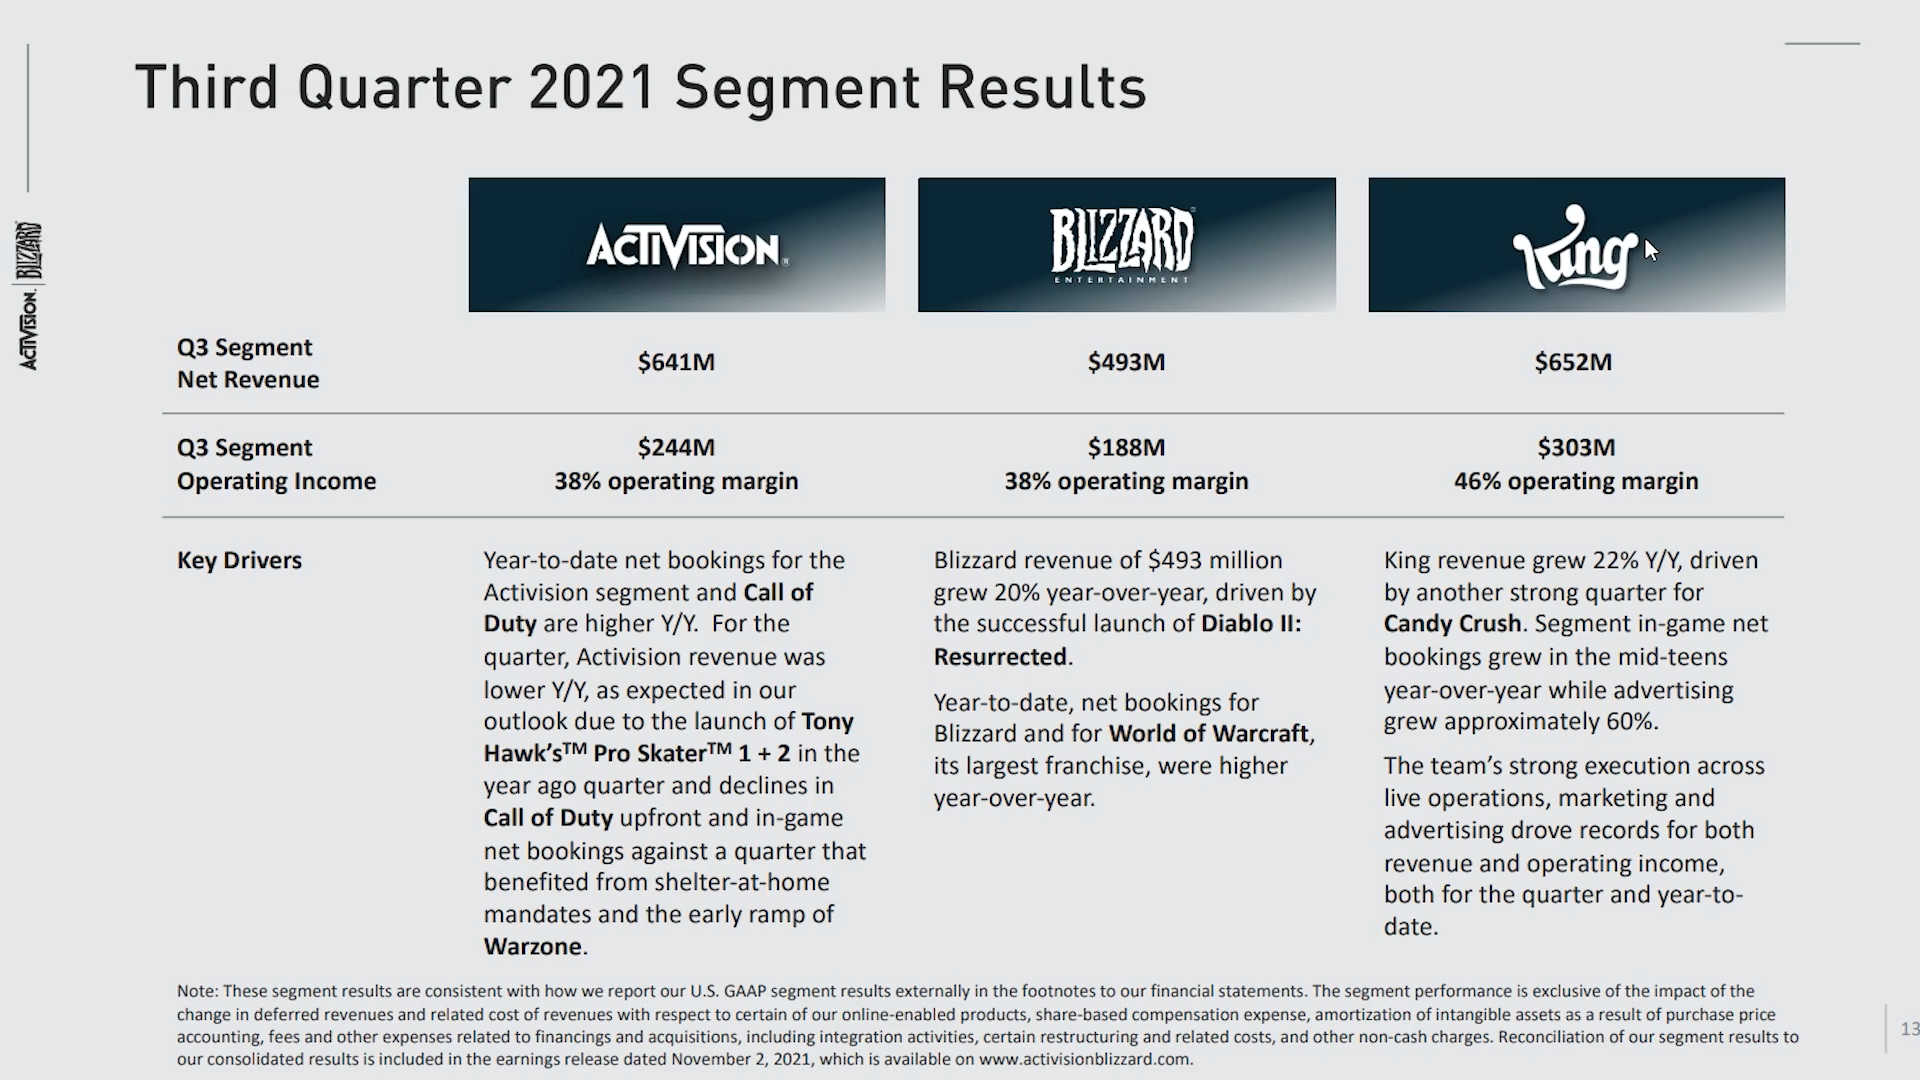 Third Quarter 2021 Segment Results
ACTIVISION® | BLIZZARD
ACTIVISION®
BLIZZARD®
ENTERTAINMENT
King
Q3 Segment
Net Revenue
$641M
$493M
$652M
Q3 Segment
Operating Income
$244M
38% operating margin
$188M
38% operating margin
$303M
46% operating margin
Key Drivers
Year-to-date net bookings for the
Activision segment and Call of
Duty are higher Y/Y. For the
quarter, Activision revenue was
lower Y/Y, as expected in our
outlook due to the launch of Tony
Hawk’s™ Pro Skater™ 1 + 2 in the
year ago quarter and declines in
Call of Duty upfront and in-game
net bookings against a quarter that
benefited from shelter-at-home
mandates and the early ramp of
Warzone.
Blizzard revenue of $493 million
grew 20% year-over-year, driven by
the successful launch of Diablo II:
Resurrected.
Year-to-date, net bookings for
Blizzard and for World of Warcraft,
its largest franchise, were higher
year-over-year.
King revenue grew 22% Y/Y, driven
by another strong quarter for
Candy Crush. Segment in-game net
bookings grew in the mid-teens
year-over-year while advertising
grew approximately 60%.
The team’s strong execution across
live operations, marketing and
advertising drove records for both
revenue and operating income,
both for the quarter and year-to-
date.
Note: These segment results are consistent with how we report our U.S. GAAP segment results externally in the footnotes to our financial statements. The segment performance is exclusive of the impact of the
change in deferred revenues and related cost of revenues with respect to certain of our online-enabled products, share-based compensation expense, amortization of intangible assets as a result of purchase price
accounting, fees and other expenses related to financings and acquisitions, including integration activities, certain restructuring and related costs, and other non-cash charges. Reconciliation of our segment results to
our consolidated results is included in the earnings release dated November 2, 2021, which is available on www.activisionblizzard.com.
13